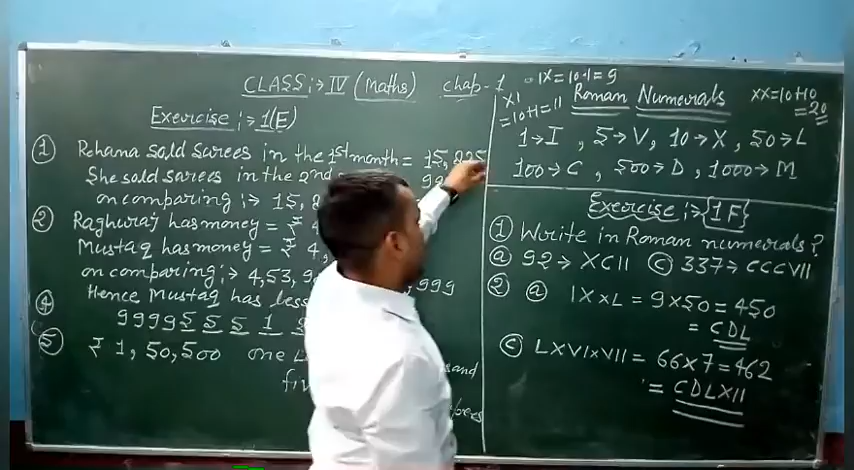 CLASS:→ IV (Maths) chap-1
Exercise:→ 1(E)
① Rehana sold sarees in the 1st month = 15,225
She sold sarees in the 2nd
on comparing:→ 15,
② Raghuraj has money = ₹ 4
Mustaq has money = ₹ 4,
on comparing:→ 4,53,9 ,999
Hence Mustaq has less
④ 9999 5 5 5 1
⑤ ₹ 1,50,500 one L sand
fiv
IX = 10-1 = 9
XI
= 10+1 = 11
Roman Numerals
XX = 10+10
= 20
1→I, 5→V, 10→X, 50→L
100→C, 500→D, 1000→M
Exercise:→ {1F}
① Write in Roman numerals?
ⓐ 92→ XCII ⓒ 337→ CCCVII
② ⓐ IX×L = 9×50 = 450
= CDL
ⓒ LXVI×VII = 66×7 = 462
= CDLXII